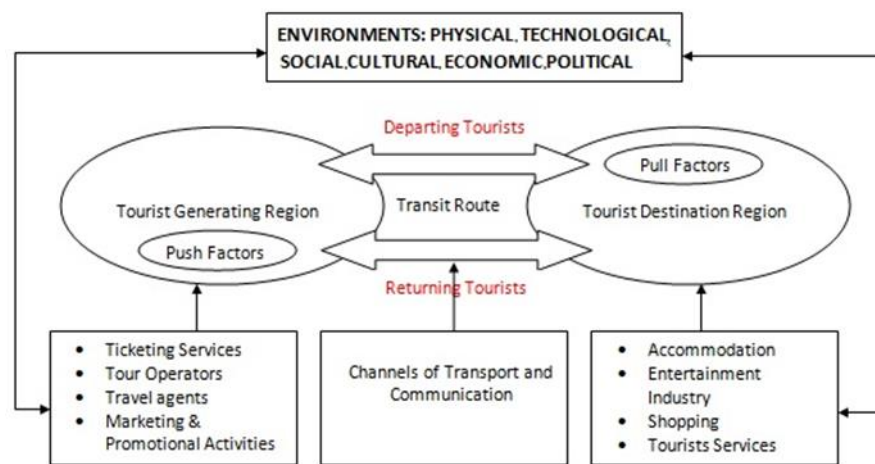 ENVIRONMENTS: PHYSICAL, TECHNOLOGICAL,
SOCIAL,CULTURAL, ECONOMIC,POLITICAL
Departing Tourists
Pull Factors
Tourist Generating Region
Transit Route
Tourist Destination Region
Push Factors
Returning Tourists
• Ticketing Services
• Tour Operators
• Travel agents
• Marketing &
Promotional Activities
Channels of Transport and
Communication
• Accommodation
• Entertainment
Industry
• Shopping
• Tourists Services